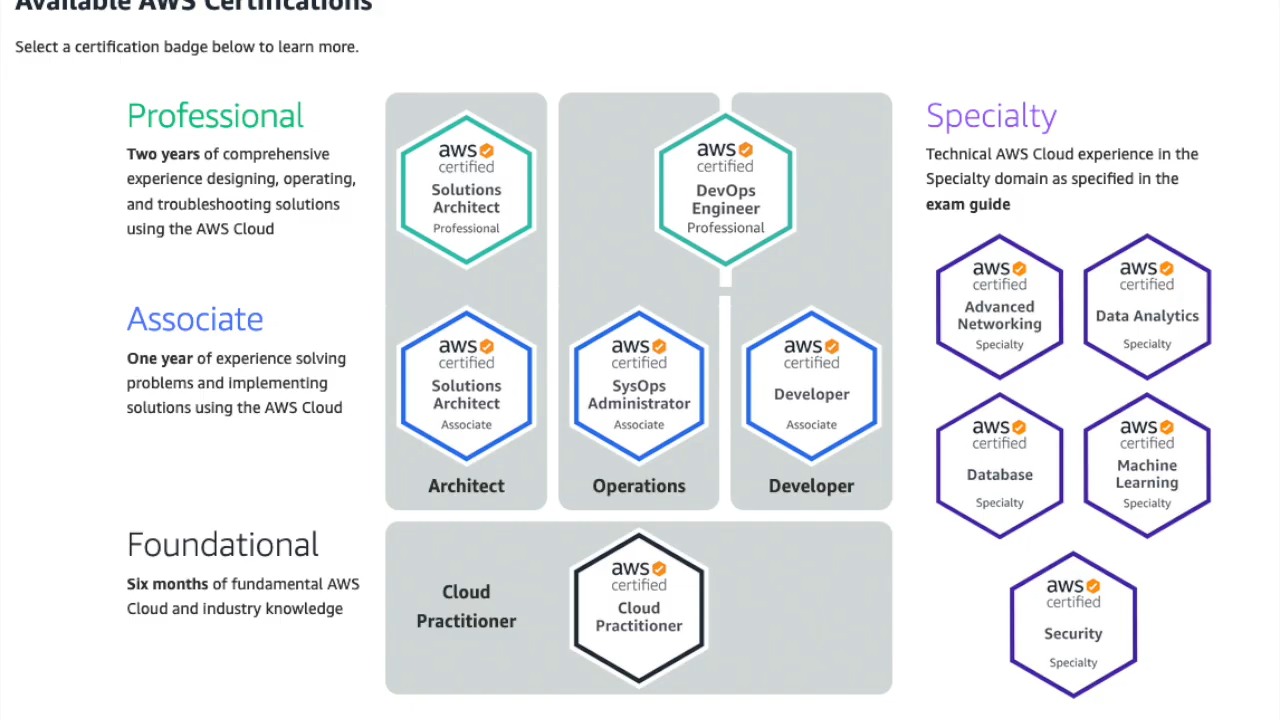 Available AWS Certifications
Select a certification badge below to learn more.
Professional
Two years of comprehensive
experience designing, operating,
and troubleshooting solutions
using the AWS Cloud
aws
certified
Solutions
Architect
Professional
aws
certified
DevOps
Engineer
Professional
Specialty
Technical AWS Cloud experience in the
Specialty domain as specified in the
exam guide
Associate
One year of experience solving
problems and implementing
solutions using the AWS Cloud
aws
certified
Solutions
Architect
Associate
Architect
aws
certified
SysOps
Administrator
Associate
Operations
aws
certified
Developer
Associate
Developer
aws
certified
Advanced
Networking
Specialty
aws
certified
Data Analytics
Specialty
aws
certified
Database
Specialty
aws
certified
Machine
Learning
Specialty
aws
certified
Security
Specialty
Foundational
Six months of fundamental AWS
Cloud and industry knowledge
Cloud
Practitioner
aws
certified
Cloud
Practitioner